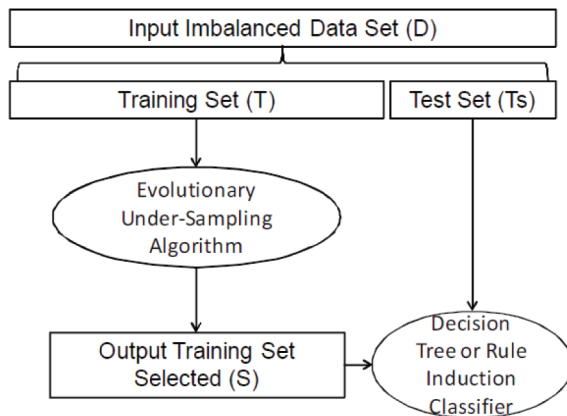 Input Imbalanced Data Set (D)
Training Set (T)
Test Set (Ts)
Evolutionary
Under-Sampling
Algorithm
Output Training Set
Selected (S)
Decision
Tree or Rule
Induction
Classifier